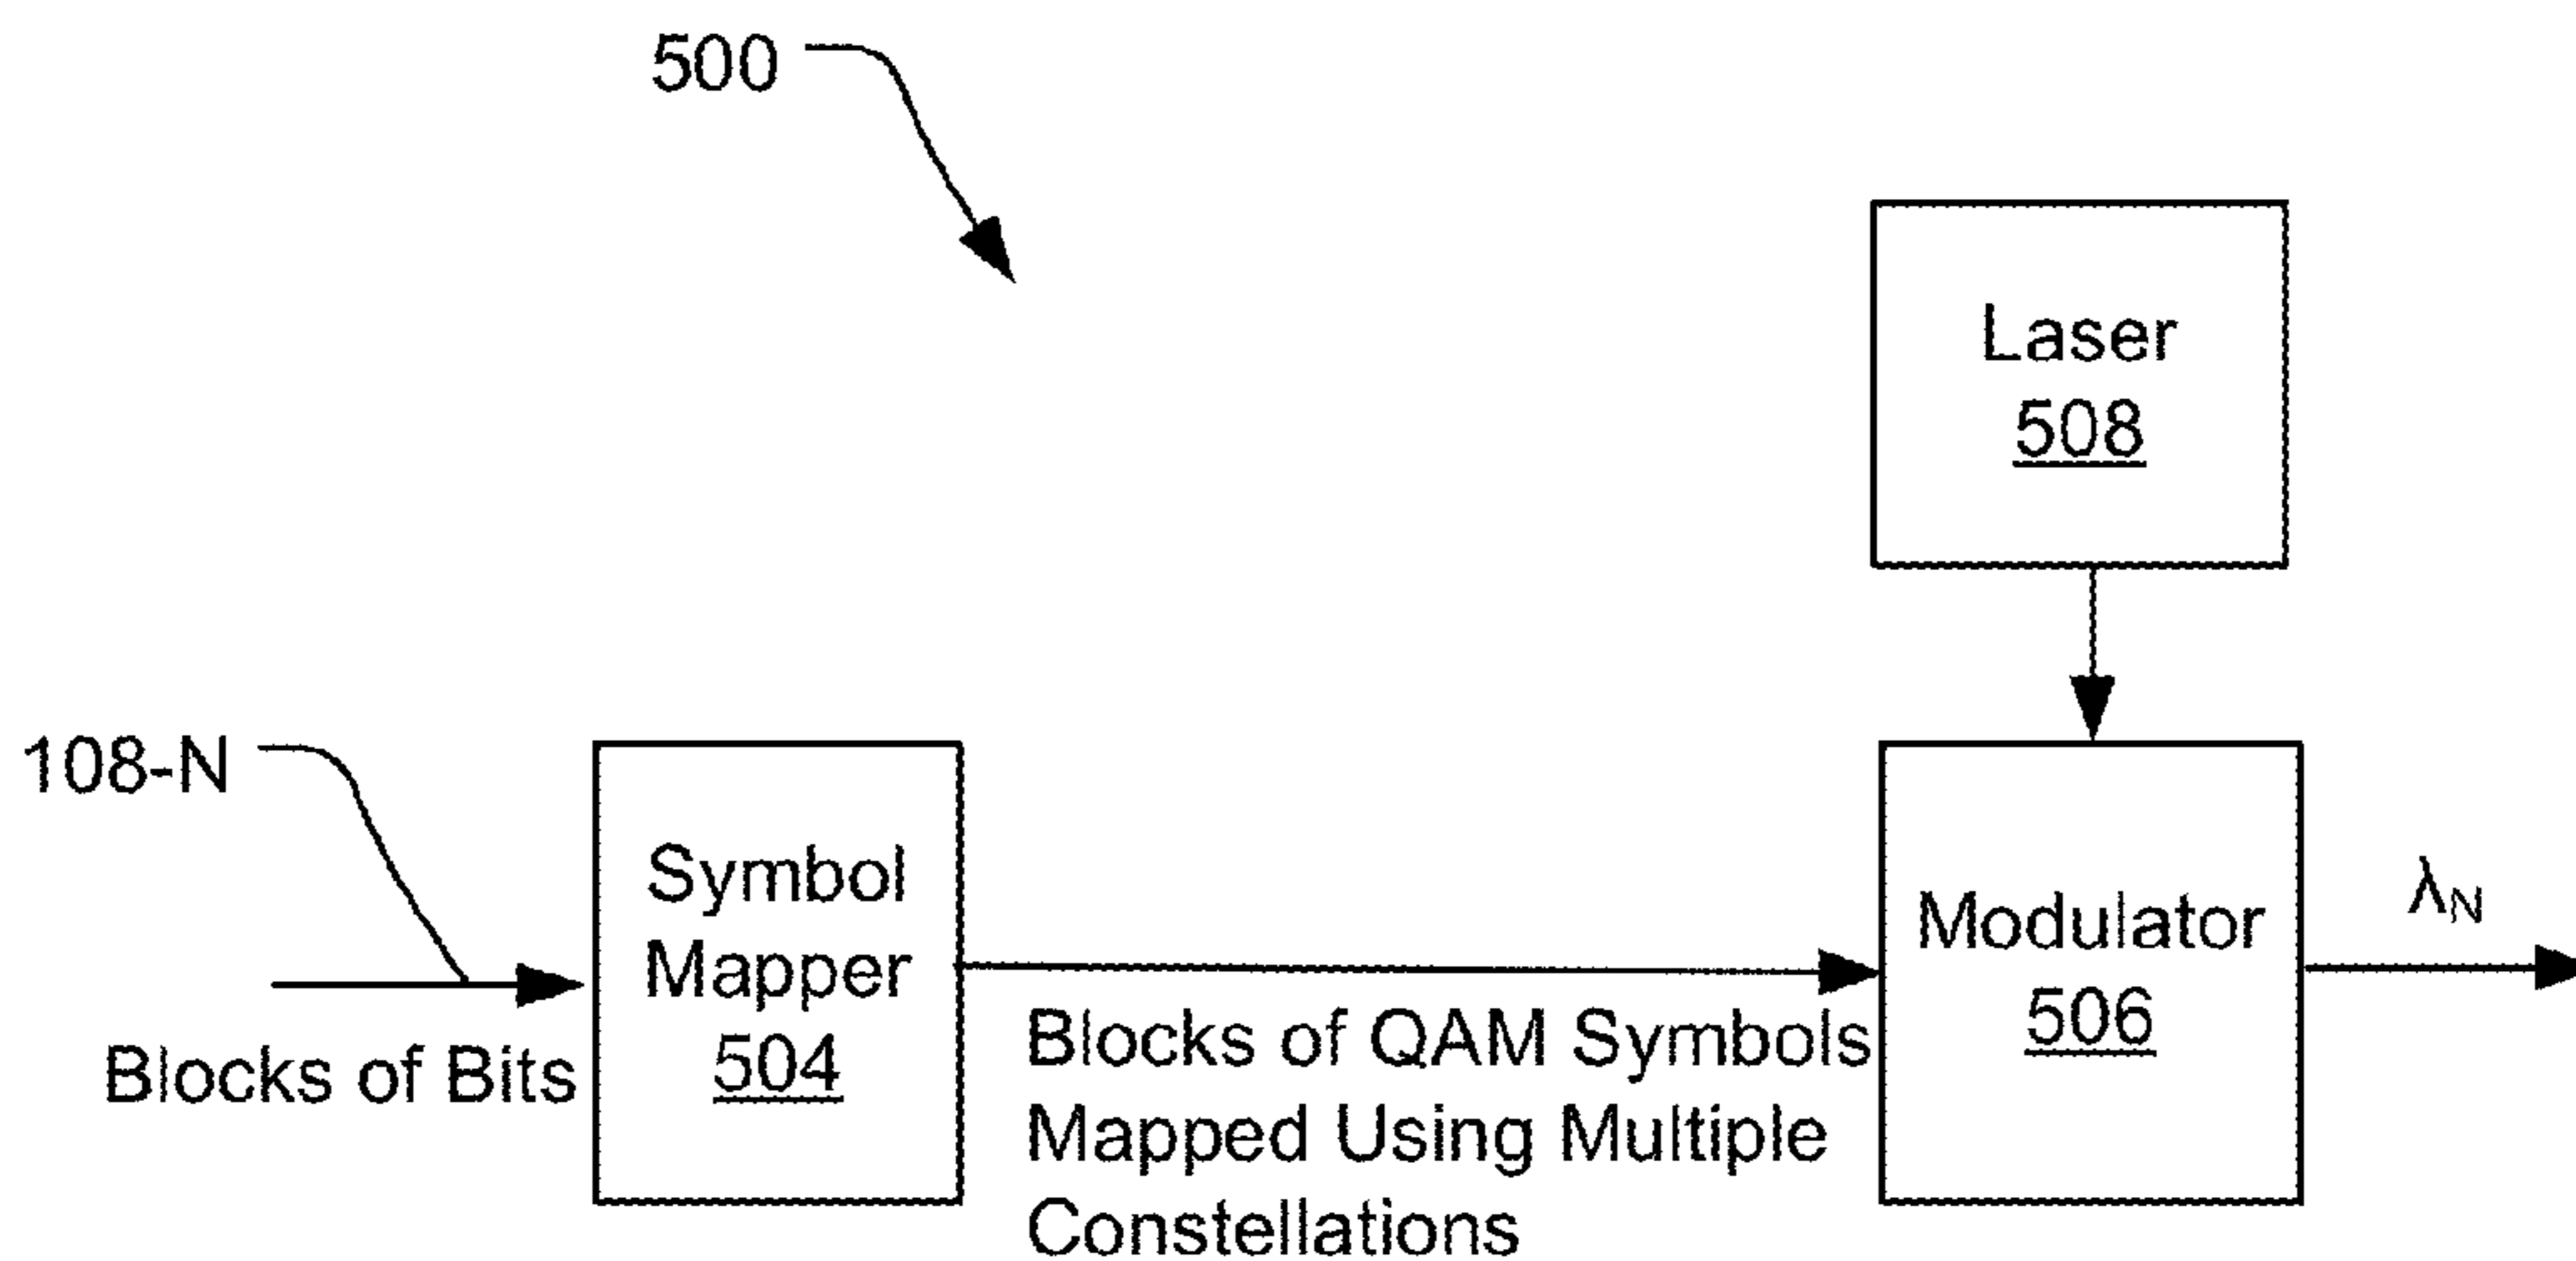 500
Laser
508
108-N
Symbol
Mapper
504
Blocks of Bits
Blocks of QAM Symbols
Mapped Using Multiple
Constellations
Modulator
506
λN